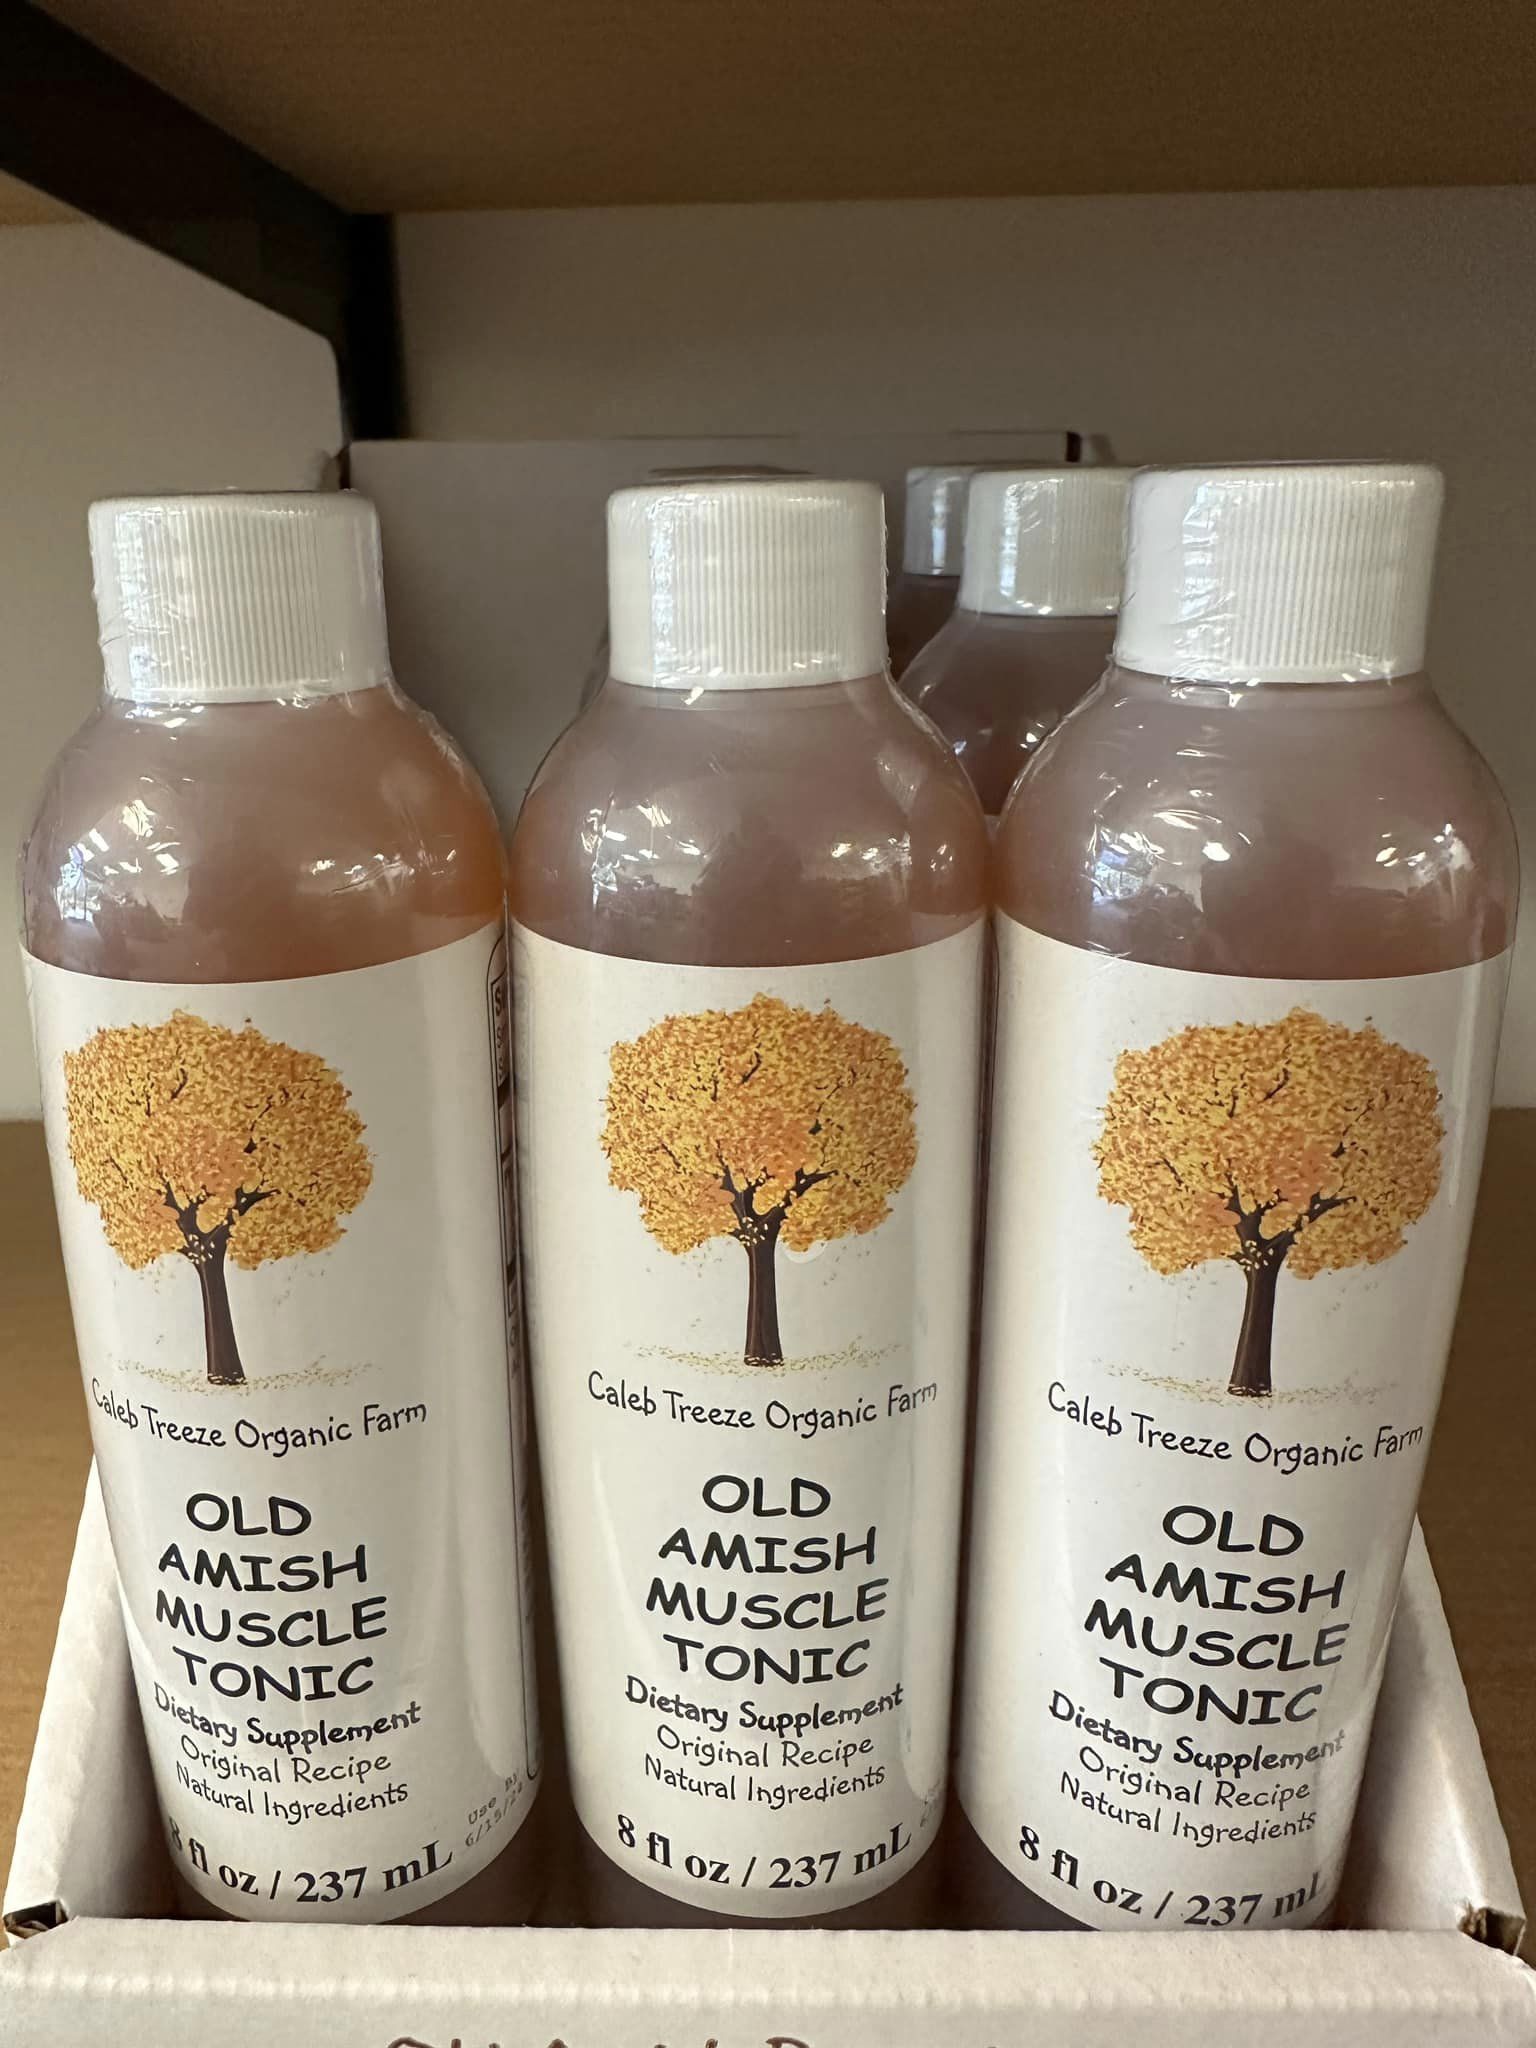 Caleb Treeze Organic Farm
OLD
AMISH
MUSCLE
TONIC
Dietary Supplement
Original Recipe
Natural Ingredients
8 fl oz / 237 mL
Use By
Caleb Treeze Organic Farm
OLD
AMISH
MUSCLE
TONIC
Dietary Supplement
Original Recipe
Natural Ingredients
8 fl oz / 237 mL
Caleb Treeze Organic Farm
OLD
AMISH
MUSCLE
TONIC
Dietary Supplement
Original Recipe
Natural Ingredients
8 fl oz / 237 mL